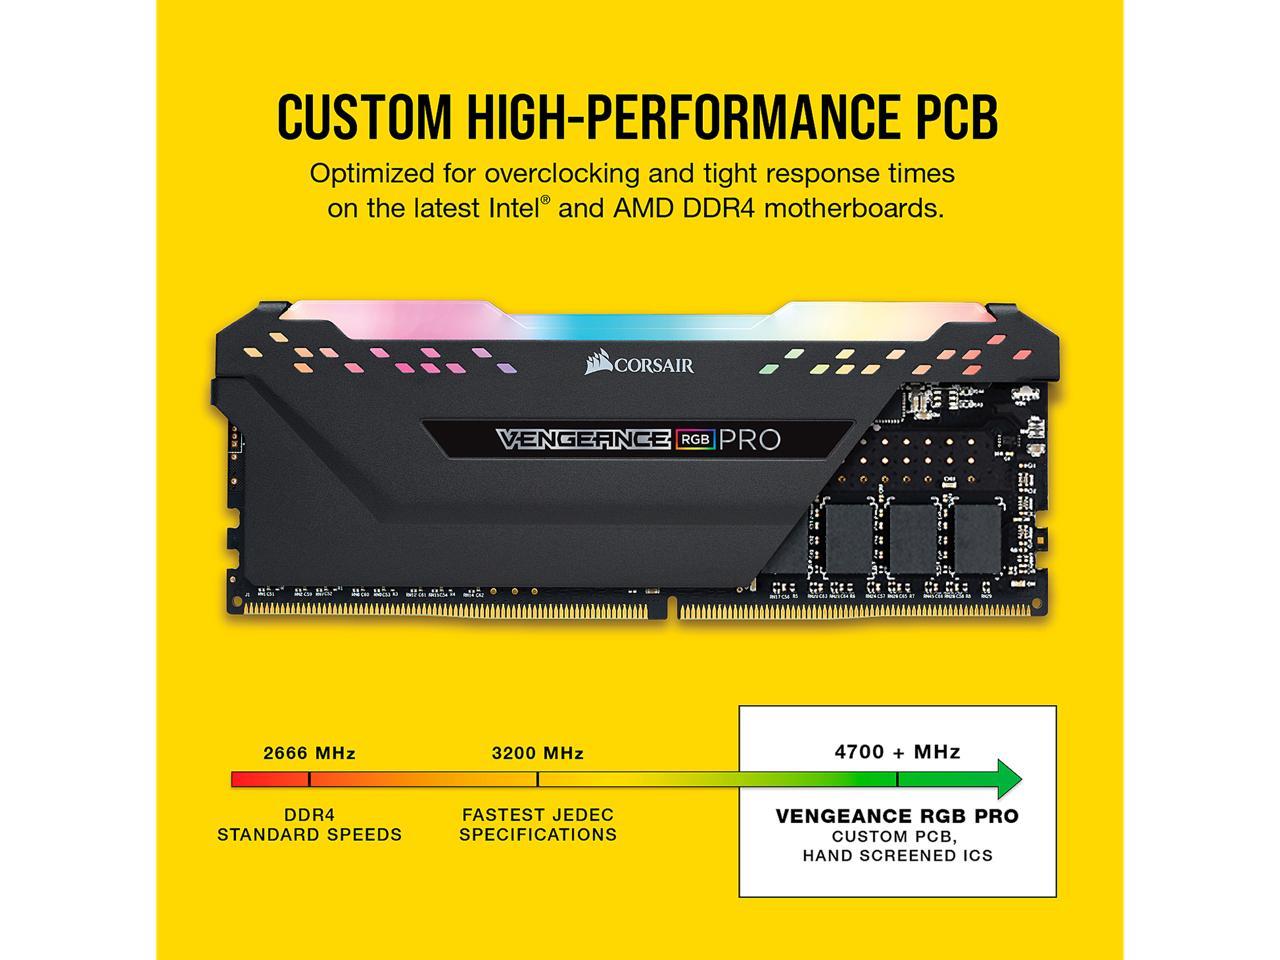 CUSTOM HIGH-PERFORMANCE PCB
Optimized for overclocking and tight response times
on the latest Intel® and AMD DDR4 motherboards.
CORSAIR
VENGEANCE RGB PRO
2666 MHz
3200 MHz
4700 + MHz
DDR4
STANDARD SPEEDS
FASTEST JEDEC
SPECIFICATIONS
VENGEANCE RGB PRO
CUSTOM PCB,
HAND SCREENED ICS